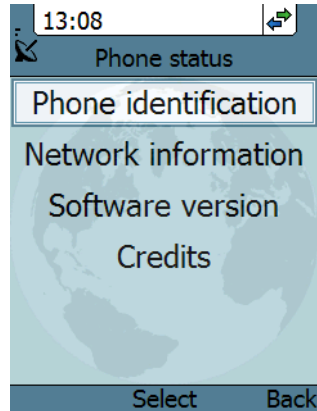 13:08
Phone status
Phone identification
Network information
Software version
Credits
Select Back